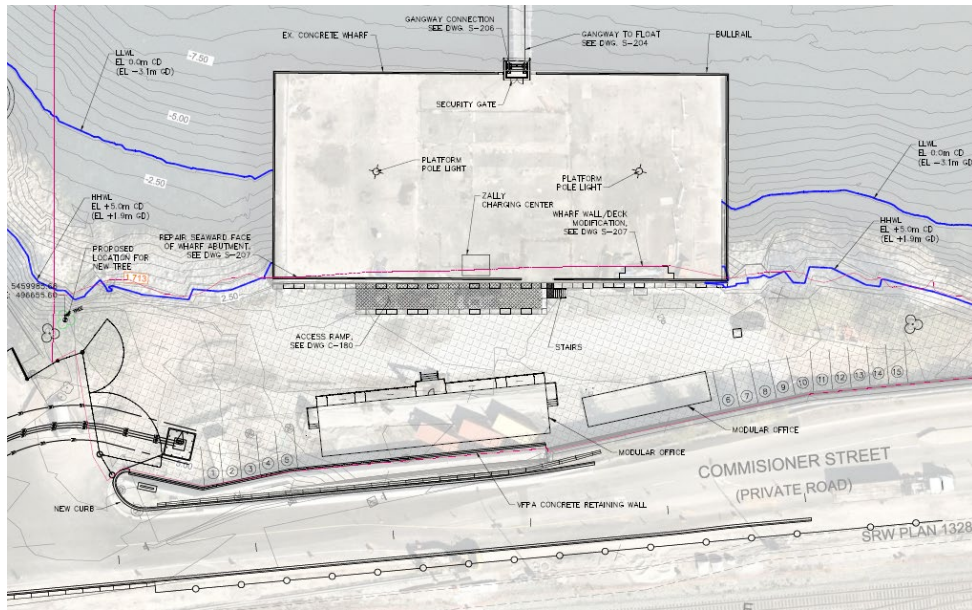 GANGWAY CONNECTION
SEE DWG. S-206
GANGWAY TO FLOAT
SEE DWG. S-204
EX. CONCRETE WHARF
BULLRAIL
LLWL
EL 0.0m CD
(EL -3.1m GD)
-7.50
SECURITY GATE
-5.00
PLATFORM
POLE LIGHT
PLATFORM
POLE LIGHT
LLWL
EL 0.0m CD
(EL -3.1m GD)
-2.50
HHWL
EL +5.0m CD
(EL +1.9m GD)
ZALLY
CHARGING CENTER
WHARF WALL/DECK
MODIFICATION,
SEE DWG S-207
HHWL
EL +5.0m CD
(EL +1.9m GD)
REPAIR SEAWARD FACE
OF WHARF ABUTMENT.
SEE DWG S-207
PROPOSED
LOCATION FOR
NEW TREE
1.713
2.50
496655.60
ACCESS RAMP,
SEE DWG C-180
STAIRS
1
2
3
4
5
6
7
8
9
10
11
12
13
14
15
MODULAR OFFICE
MODULAR OFFICE
COMMISIONER STREET
(PRIVATE ROAD)
NEW CURB
VFPA CONCRETE RETAINING WALL
SRW PLAN 1328